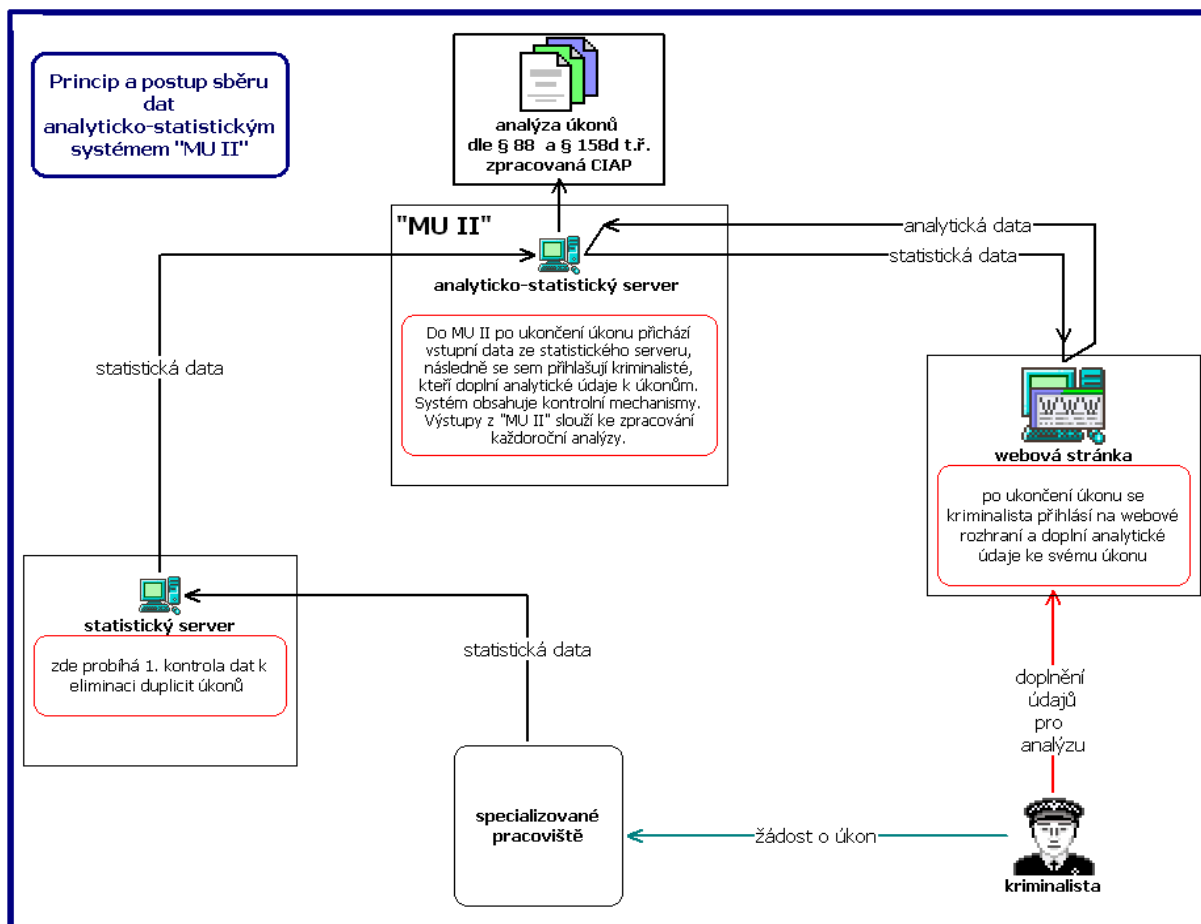 Princip a postup sběru
dat
analyticko-statistickým
systémem "MU II"
analýza úkonů
dle § 88 a § 158d t.ř.
zpracovaná CIAP
"MU II"
analyticko-statistický server
Do MU II po ukončení úkonu přichází
vstupní data ze statistického serveru,
následně se sem přihlašují kriminalisté,
kteří doplní analytické údaje k úkonům.
Systém obsahuje kontrolní mechanismy.
Výstupy z "MU II" slouží ke zpracování
každoroční analýzy.
analytická data
statistická data
statistická data
webová stránka
po ukončení úkonu se
kriminalista přihlásí na webové
rozhraní a doplní analytické
údaje ke svému úkonu
statistický server
zde probíhá 1. kontrola dat k
eliminaci duplicit úkonů
statistická data
doplnění
údajů
pro
analýzu
specializované
pracoviště
žádost o úkon
kriminalista